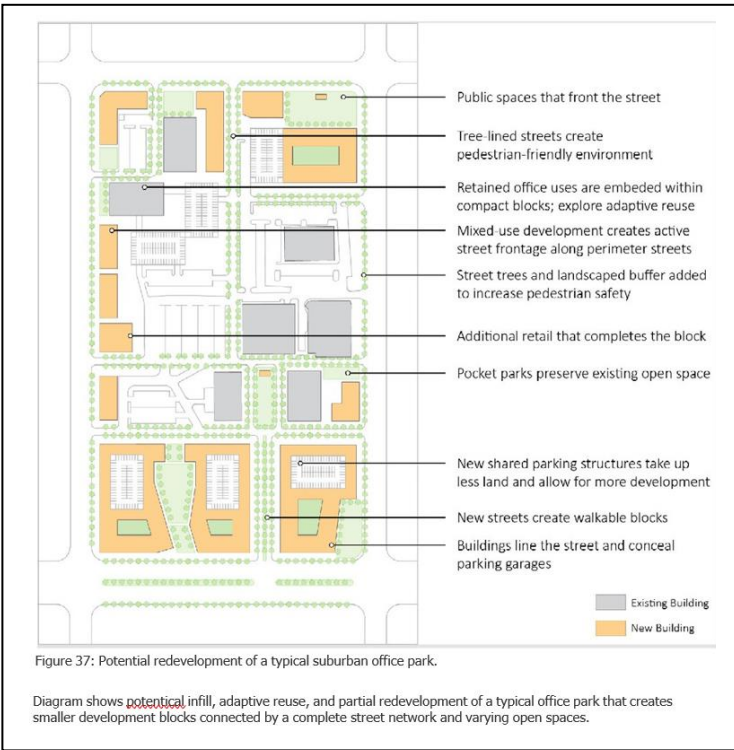 Public spaces that front the street
Tree-lined streets create
pedestrian-friendly environment
Retained office uses are embeded within
compact blocks; explore adaptive reuse
Mixed-use development creates active
street frontage along perimeter streets
Street trees and landscaped buffer added
to increase pedestrian safety
Additional retail that completes the block
Pocket parks preserve existing open space
New shared parking structures take up
less land and allow for more development
New streets create walkable blocks
Buildings line the street and conceal
parking garages
Existing Building
New Building
Figure 37: Potential redevelopment of a typical suburban office park.
Diagram shows potentical infill, adaptive reuse, and partial redevelopment of a typical office park that creates
smaller development blocks connected by a complete street network and varying open spaces.